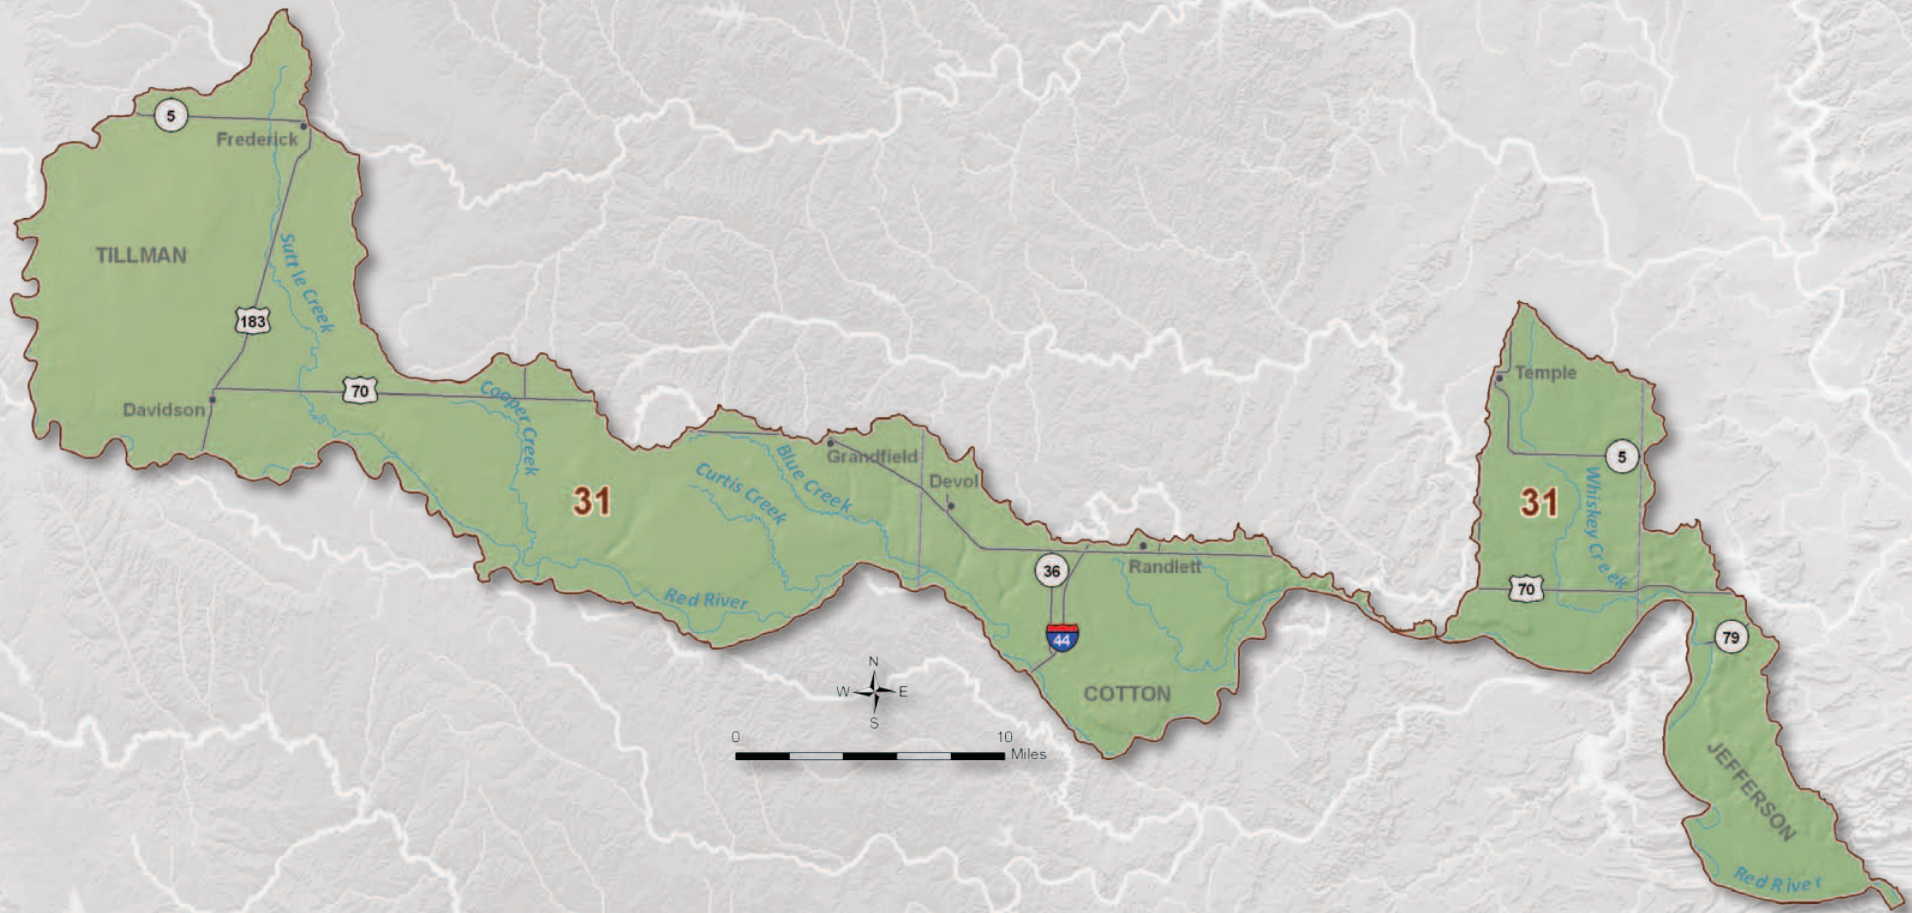 5
Frederick
TILLMAN
Suttle Creek
183
70
Davidson
Cooper Creek
31
Curtis Creek
Blue Creek
Grandfield
Devol
Red River
36
44
Randlett
COTTON
N
W E
S
0 10
Miles
Temple
5
31
Whiskey Creek
70
79
JEFFERSON
Red River